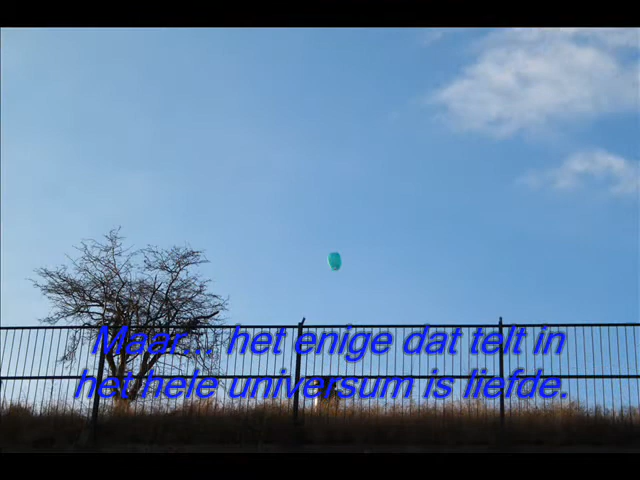 Maar... het enige dat telt in
het hele universum is liefde.